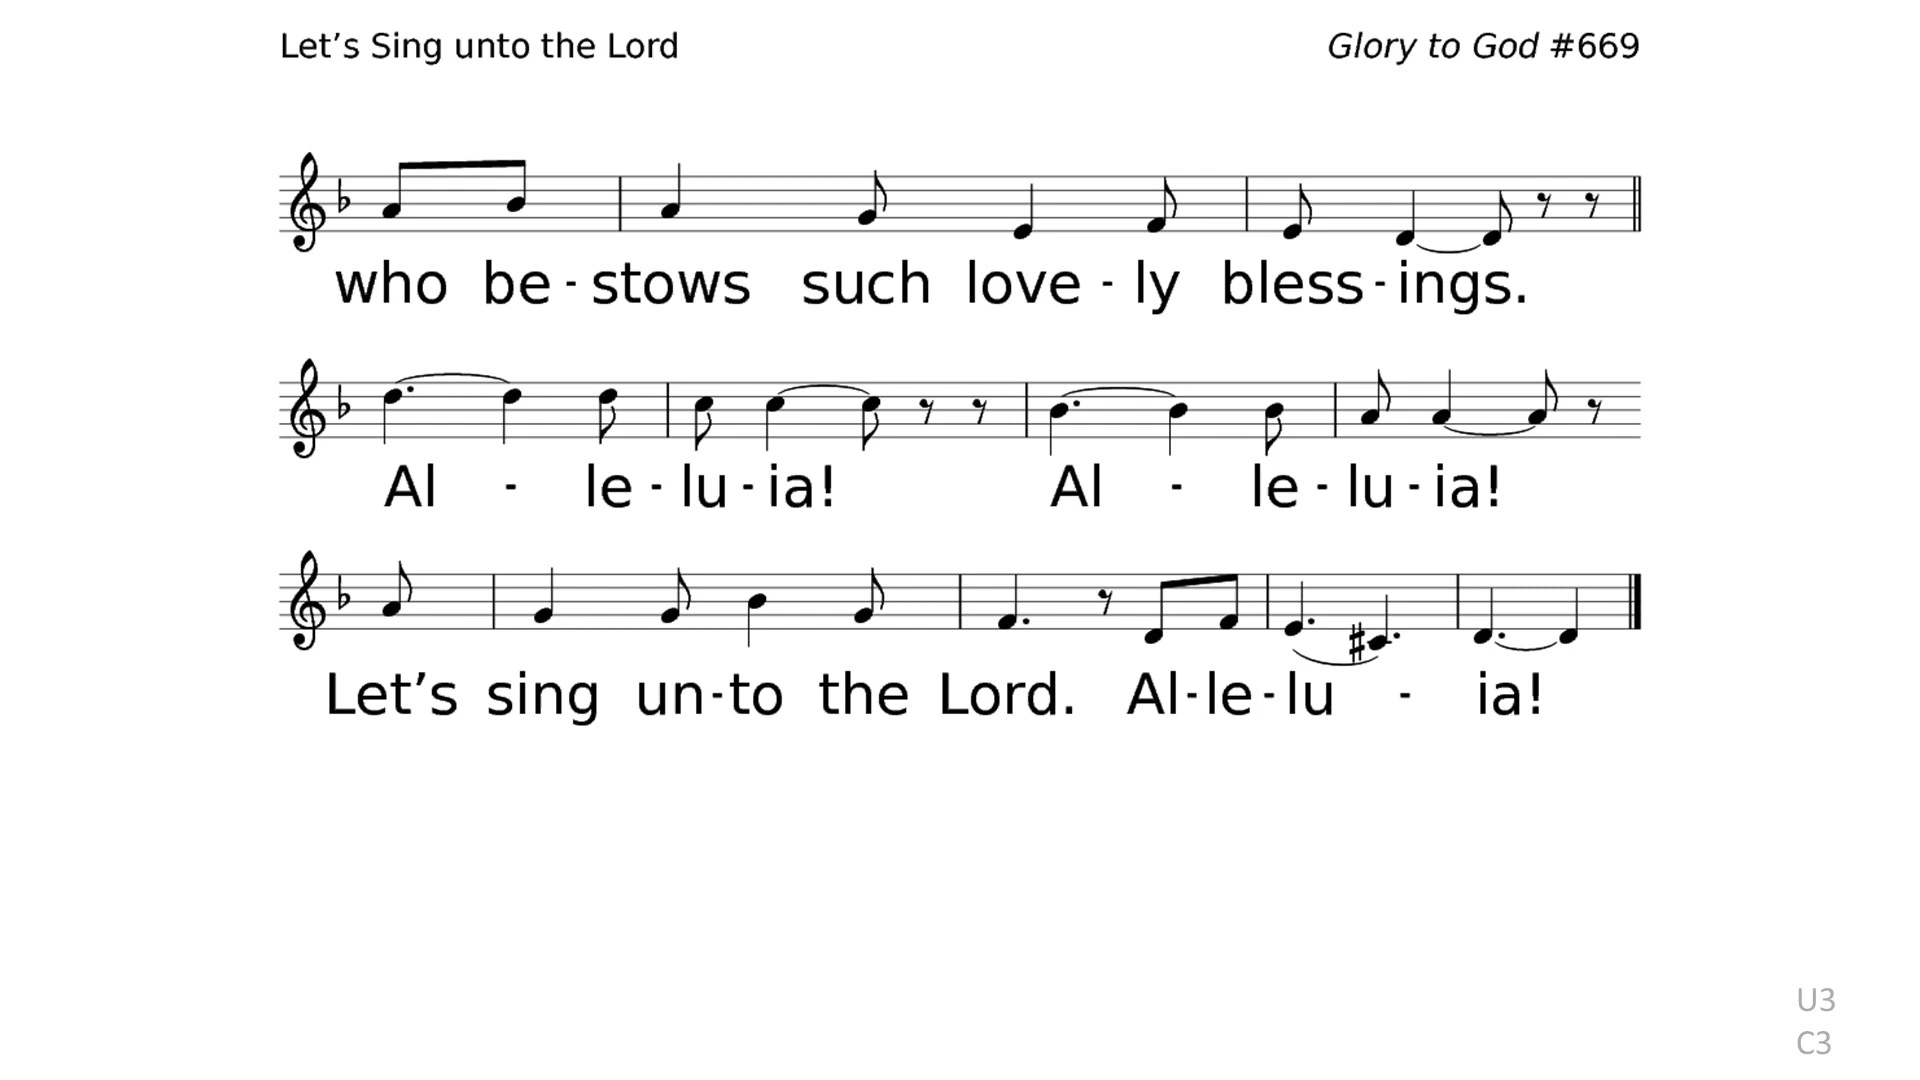 Let’s Sing unto the Lord
Glory to God #669
who be - stows such love - ly bless - ings.
Al - le - lu - ia! Al - le - lu - ia!
Let’s sing un - to the Lord. Al - le - lu - ia!
U3
C3